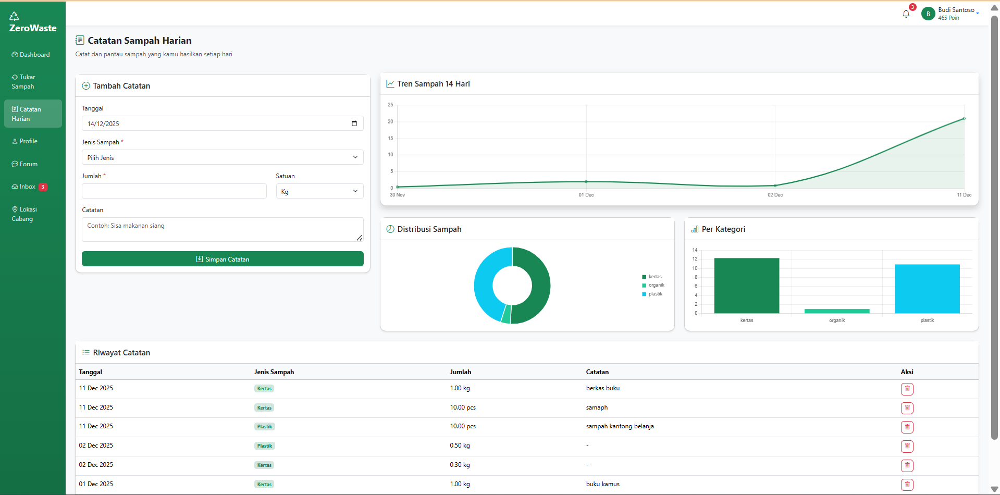 ZeroWaste
Dashboard
Tukar
Sampah
Catatan
Harian
Profile
Forum
Inbox 3
Lokasi
Cabang
3
B
Budi Santoso
465 Poin
Catatan Sampah Harian
Catat dan pantau sampah yang kamu hasilkan setiap hari
Tambah Catatan
Tanggal
14/12/2025
Jenis Sampah *
Pilih Jenis
Jumlah * Satuan
Kg
Catatan
Contoh: Sisa makanan siang
Simpan Catatan
Tren Sampah 14 Hari
25
20
15
10
5
0
30 Nov 01 Dec 02 Dec 11 Dec
Distribusi Sampah
kertas
organik
plastik
Per Kategori
14
12
10
8
6
4
2
0
kertas organik plastik
Riwayat Catatan
Tanggal Jenis Sampah Jumlah Catatan Aksi
11 Dec 2025 Kertas 1.00 kg berkas buku
11 Dec 2025 Kertas 10.00 pcs samaph
11 Dec 2025 Plastik 10.00 pcs sampah kantong belanja
02 Dec 2025 Plastik 0.50 kg -
02 Dec 2025 Kertas 0.30 kg -
01 Dec 2025 Kertas 1.00 kg buku kamus